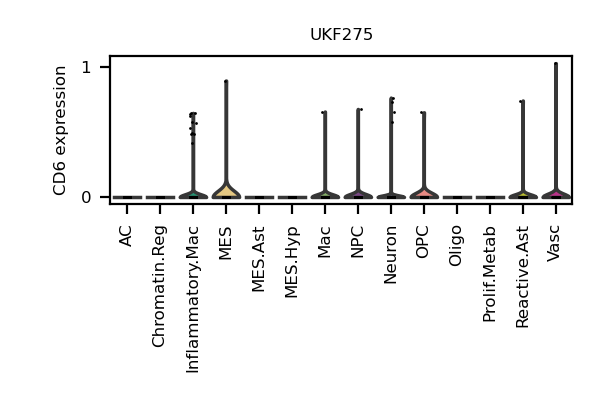 UKF275
CD6 expression
1
0
AC
Chromatin.Reg
Inflammatory.Mac
MES
MES.Ast
MES.Hyp
Mac
NPC
Neuron
OPC
Oligo
Prolif.Metab
Reactive.Ast
Vasc